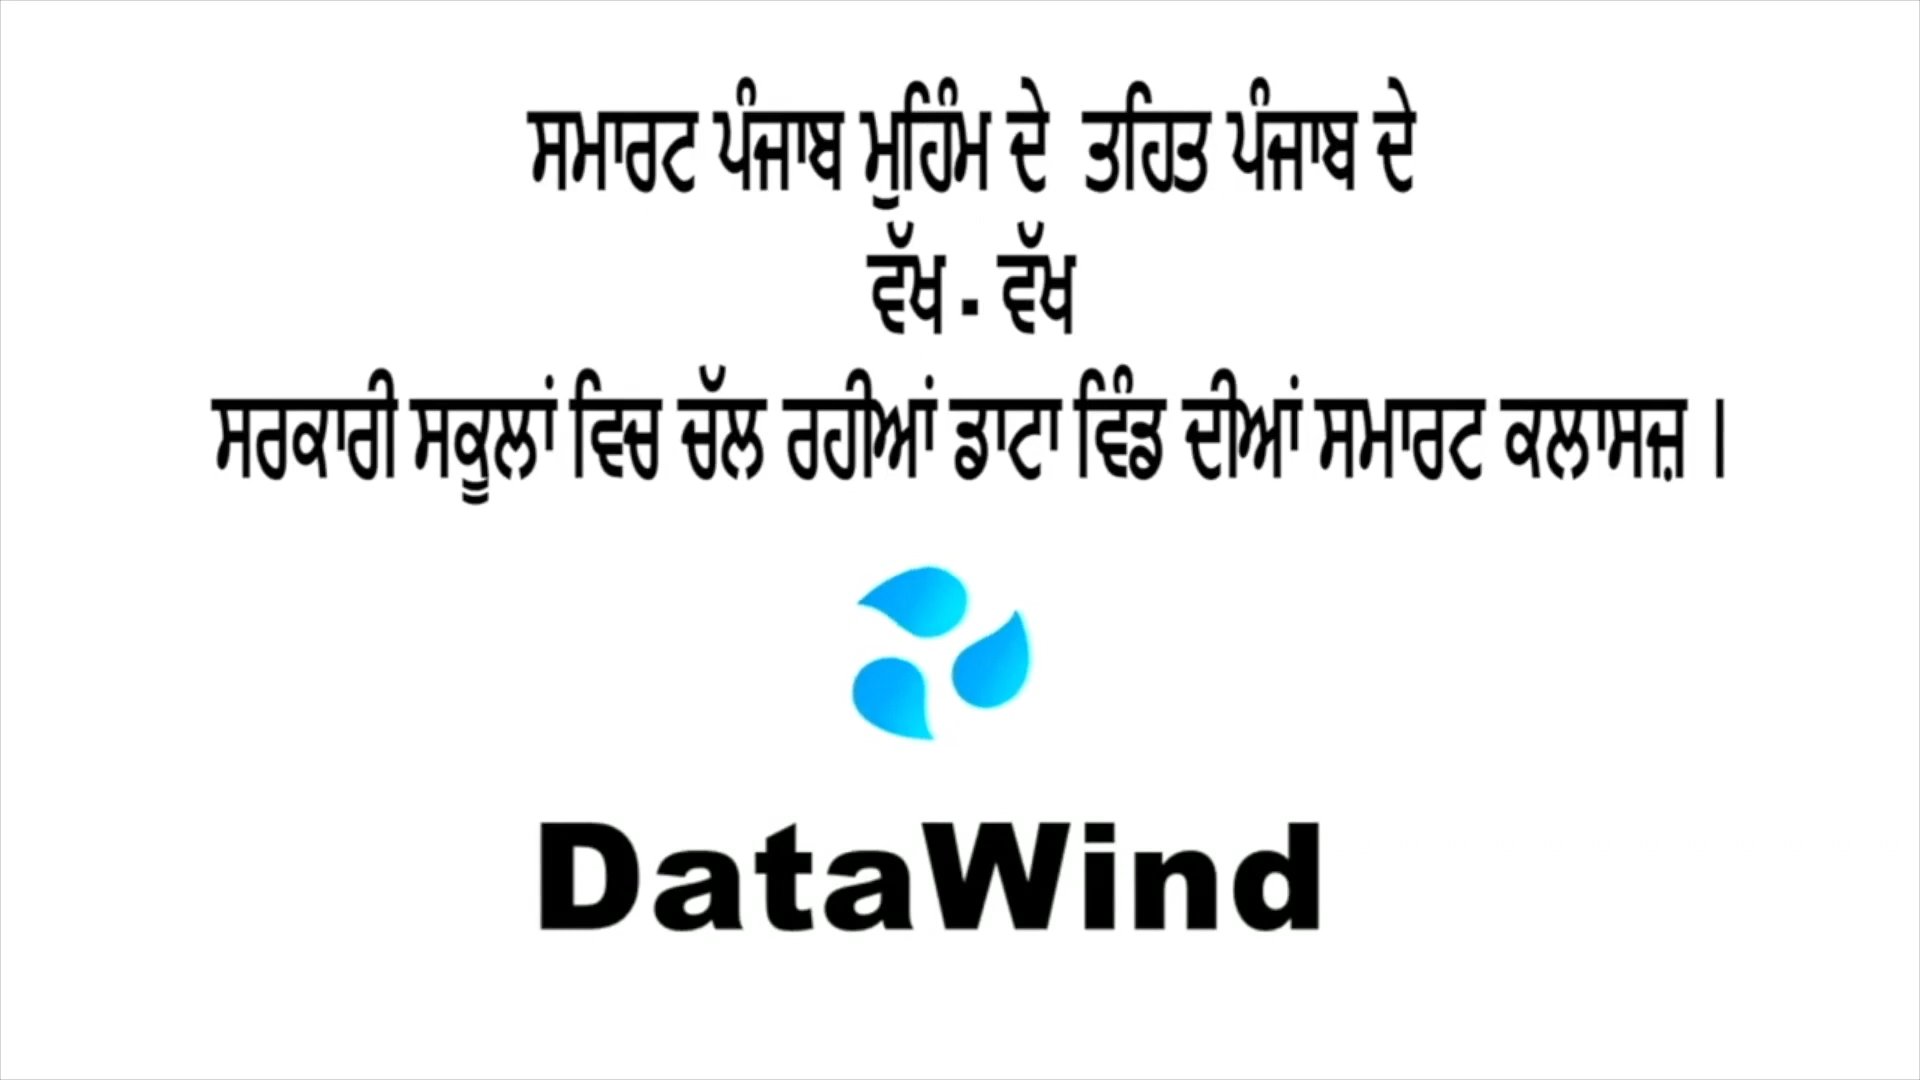 ਸਮਾਰਟ ਪੰਜਾਬ ਮੁਹਿੰਮ ਦੇ ਤਹਿਤ ਪੰਜਾਬ ਦੇ
ਵੱਖ - ਵੱਖ
ਸਰਕਾਰੀ ਸਕੂਲਾਂ ਵਿਚ ਚੱਲ ਰਹੀਆਂ ਡਾਟਾ ਵਿੰਡ ਦੀਆਂ ਸਮਾਰਟ ਕਲਾਸਜ਼ ।
DataWind